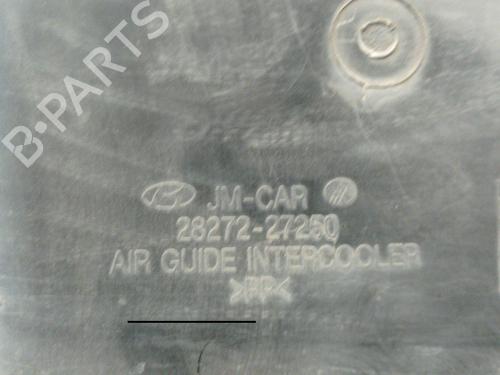 B-PARTS
JM-CAR
28272-27250
AIR GUIDE INTERCOOLER
>PP<